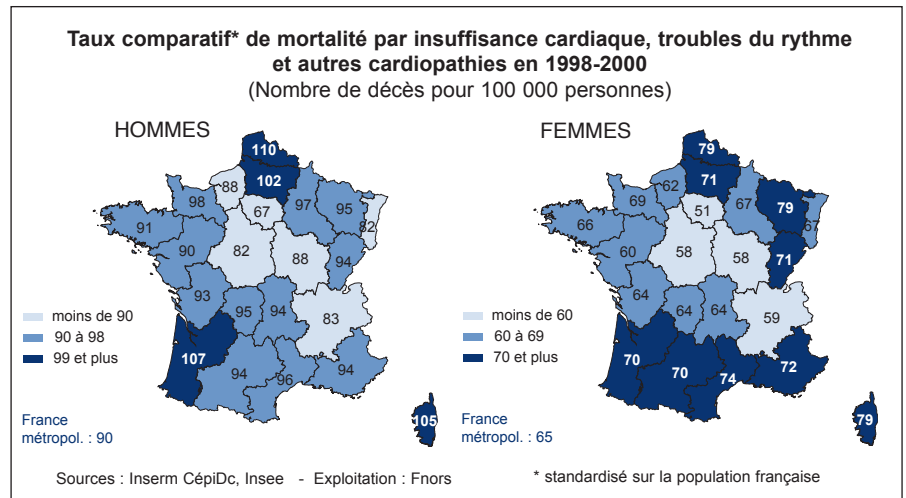 Taux comparatif* de mortalité par insuffisance cardiaque, troubles du rythme
et autres cardiopathies en 1998-2000
(Nombre de décès pour 100 000 personnes)
HOMMES
110
102
88
98
67
97
95
82
91
90
82
88
94
93
95
94
83
107
94
96
94
105
moins de 90
90 à 98
99 et plus
France
métropol. : 90
FEMMES
79
71
62
69
51
67
79
67
66
60
58
58
71
64
64
64
59
70
70
74
72
79
moins de 60
60 à 69
70 et plus
France
métropol. : 65
Sources : Inserm CépiDc, Insee - Exploitation : Fnors
* standardisé sur la population française